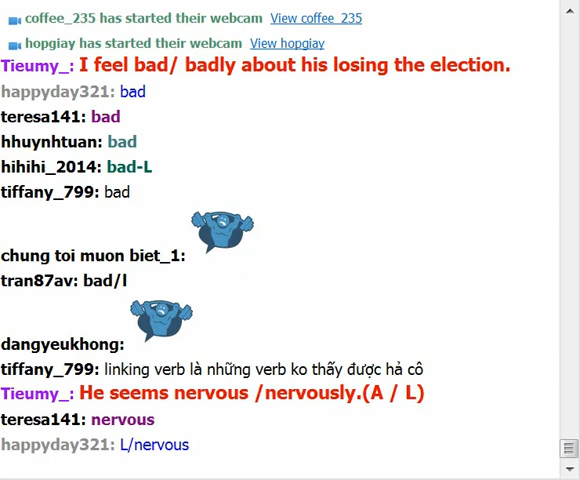 coffee_235 has started their webcam View coffee_235
hopgiay has started their webcam View hopgiay
Tieumy_: I feel bad/ badly about his losing the election.
happyday321: bad
teresa141: bad
hhuynhtuan: bad
hihihi_2014: bad-L
tiffany_799: bad
chung toi muon biet_1:
tran87av: bad/l
dangyeukhong:
tiffany_799: linking verb là những verb ko thấy được hả cô
Tieumy_: He seems nervous /nervously.(A / L)
teresa141: nervous
happyday321: L/nervous